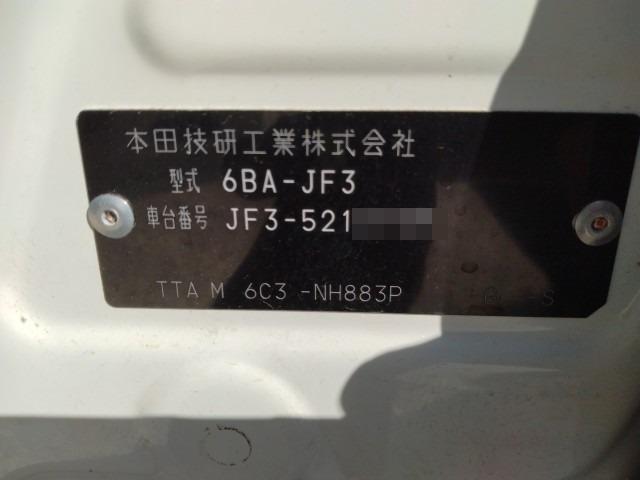 本田技研工業株式会社
型式 6BA-JF3
車台番号 JF3-521
TTA M 6C3 -NH883P S